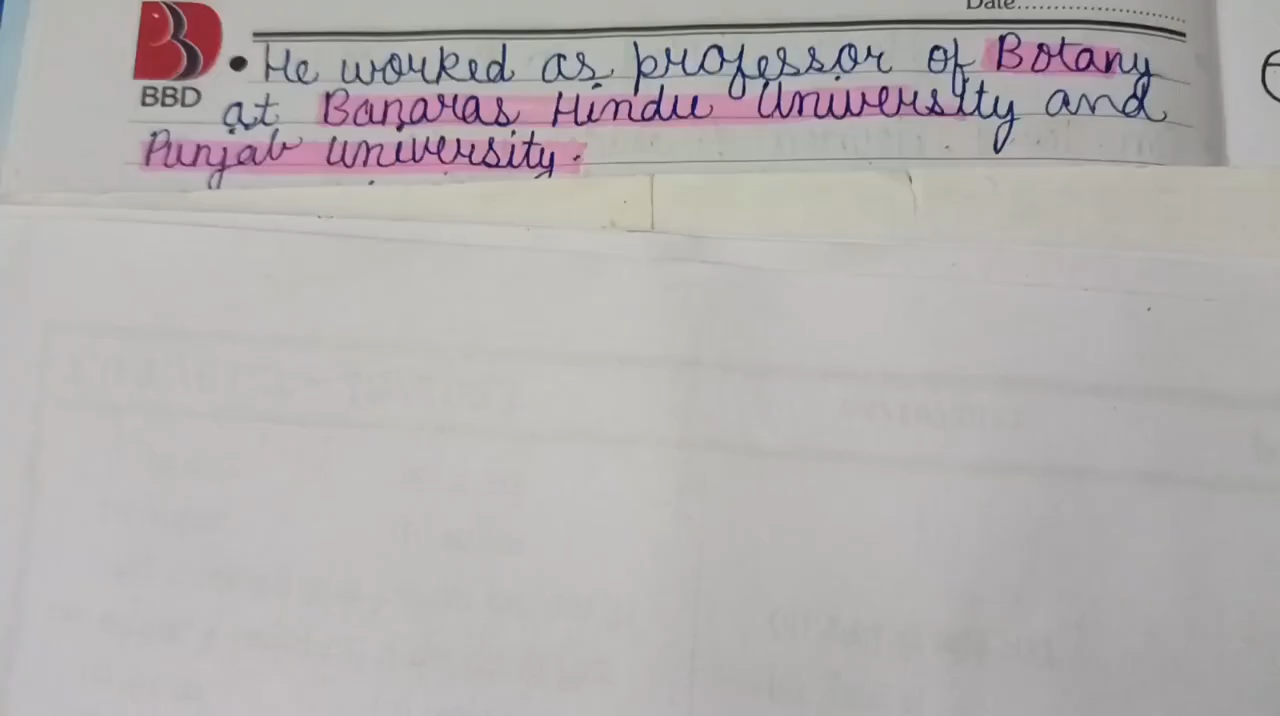 Date
BBD
• He worked as professor of Botany
at Banaras Hindu University and
Punjab university.